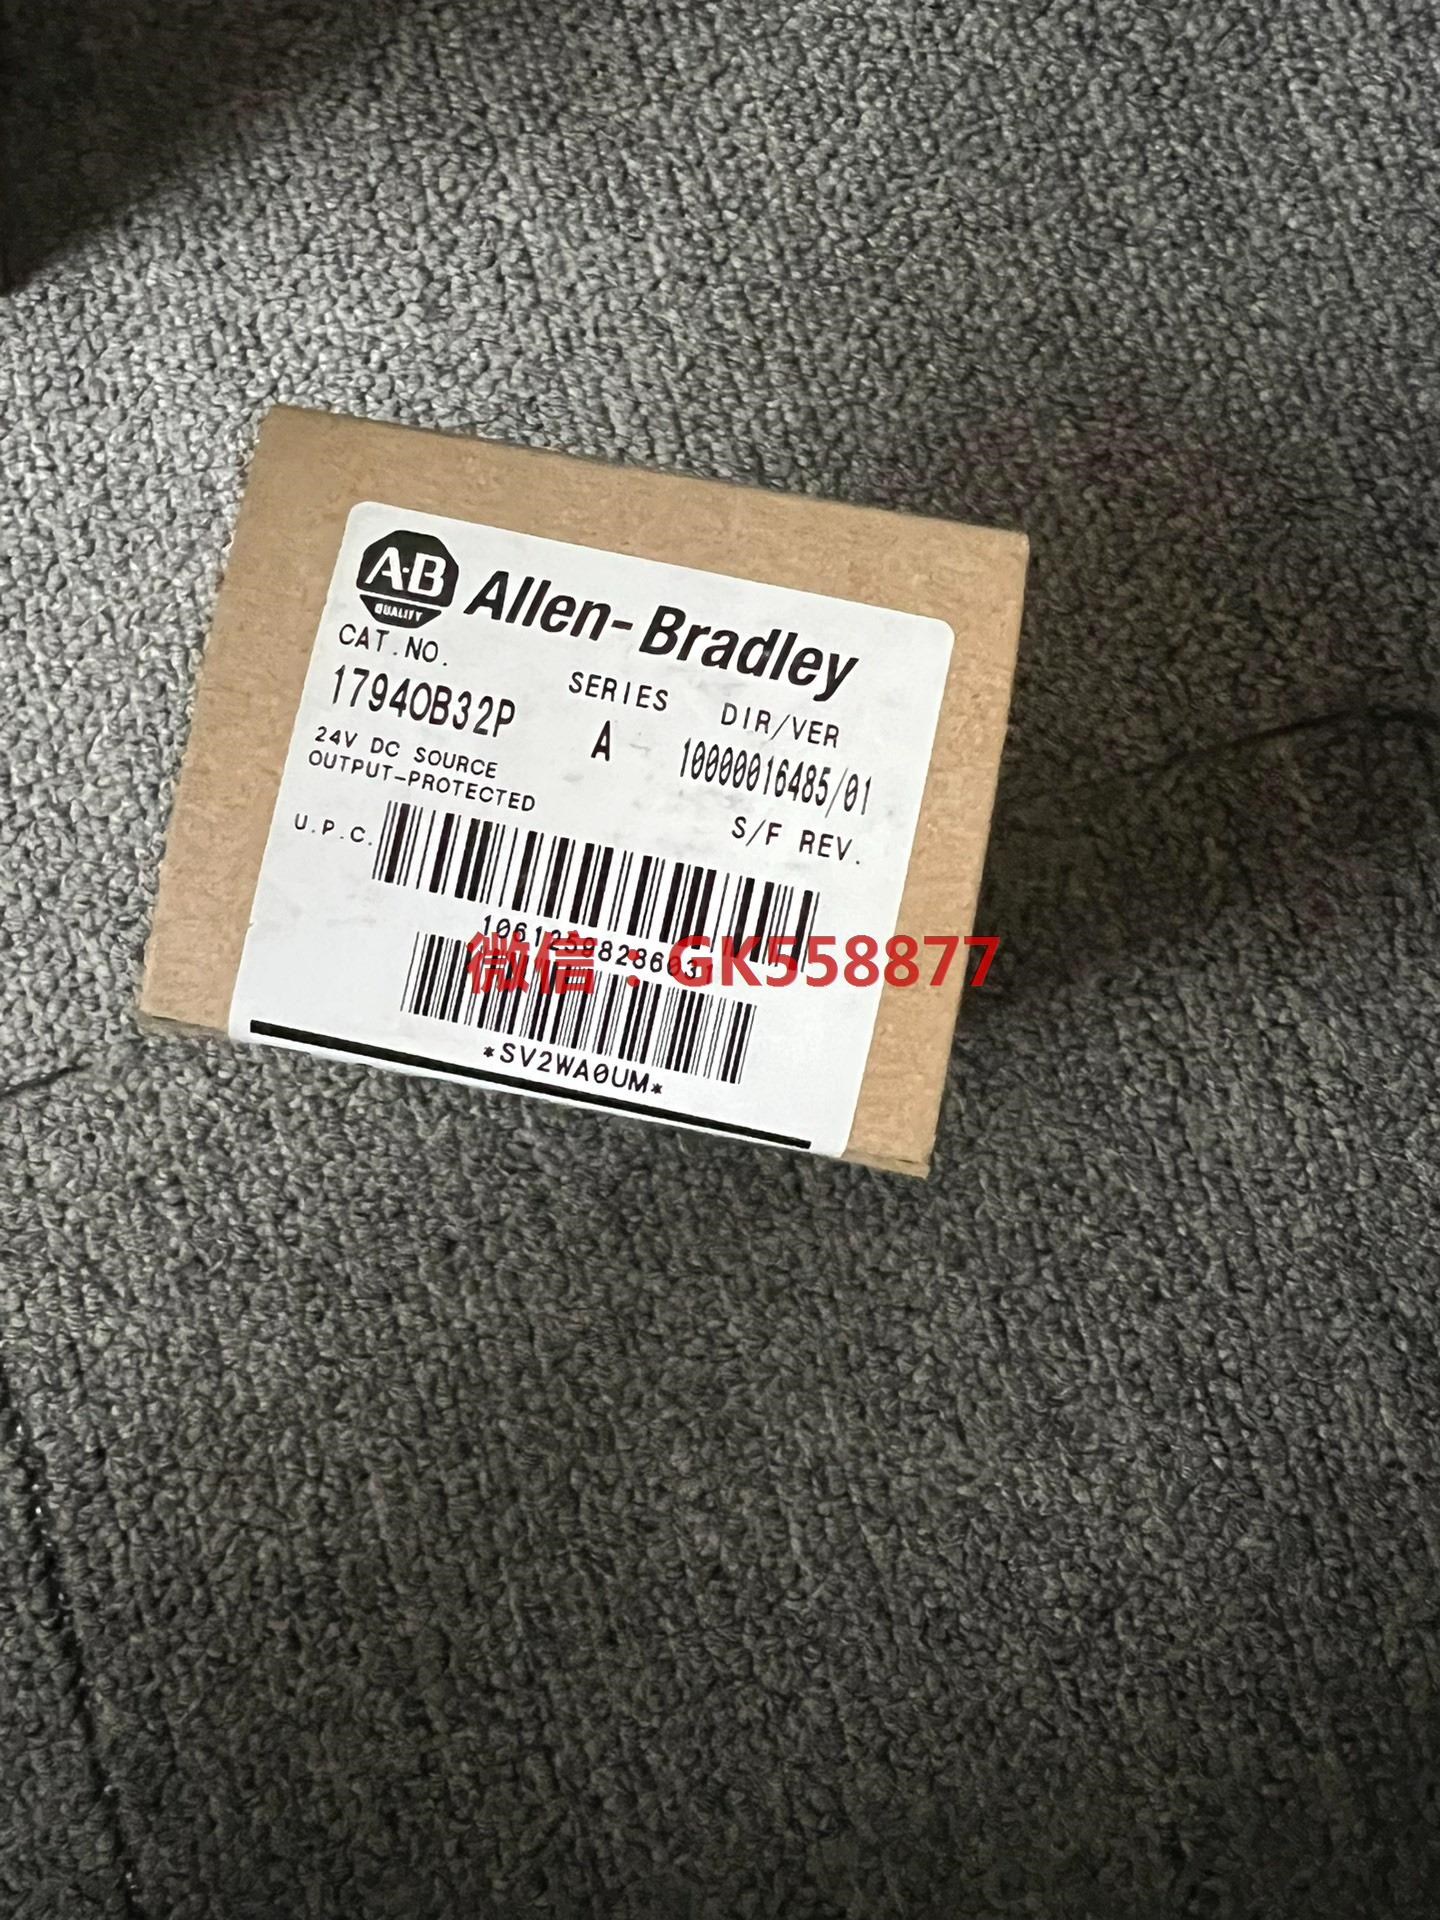 A-B
QUALITY
Allen-Bradley
CAT.NO.
SERIES
DIR/VER
1794OB32P
A
10000016485/01
24V DC SOURCE
OUTPUT-PROTECTED
S/F REV.
U.P.C.
微信：GK558877
*SV2WA0UM*